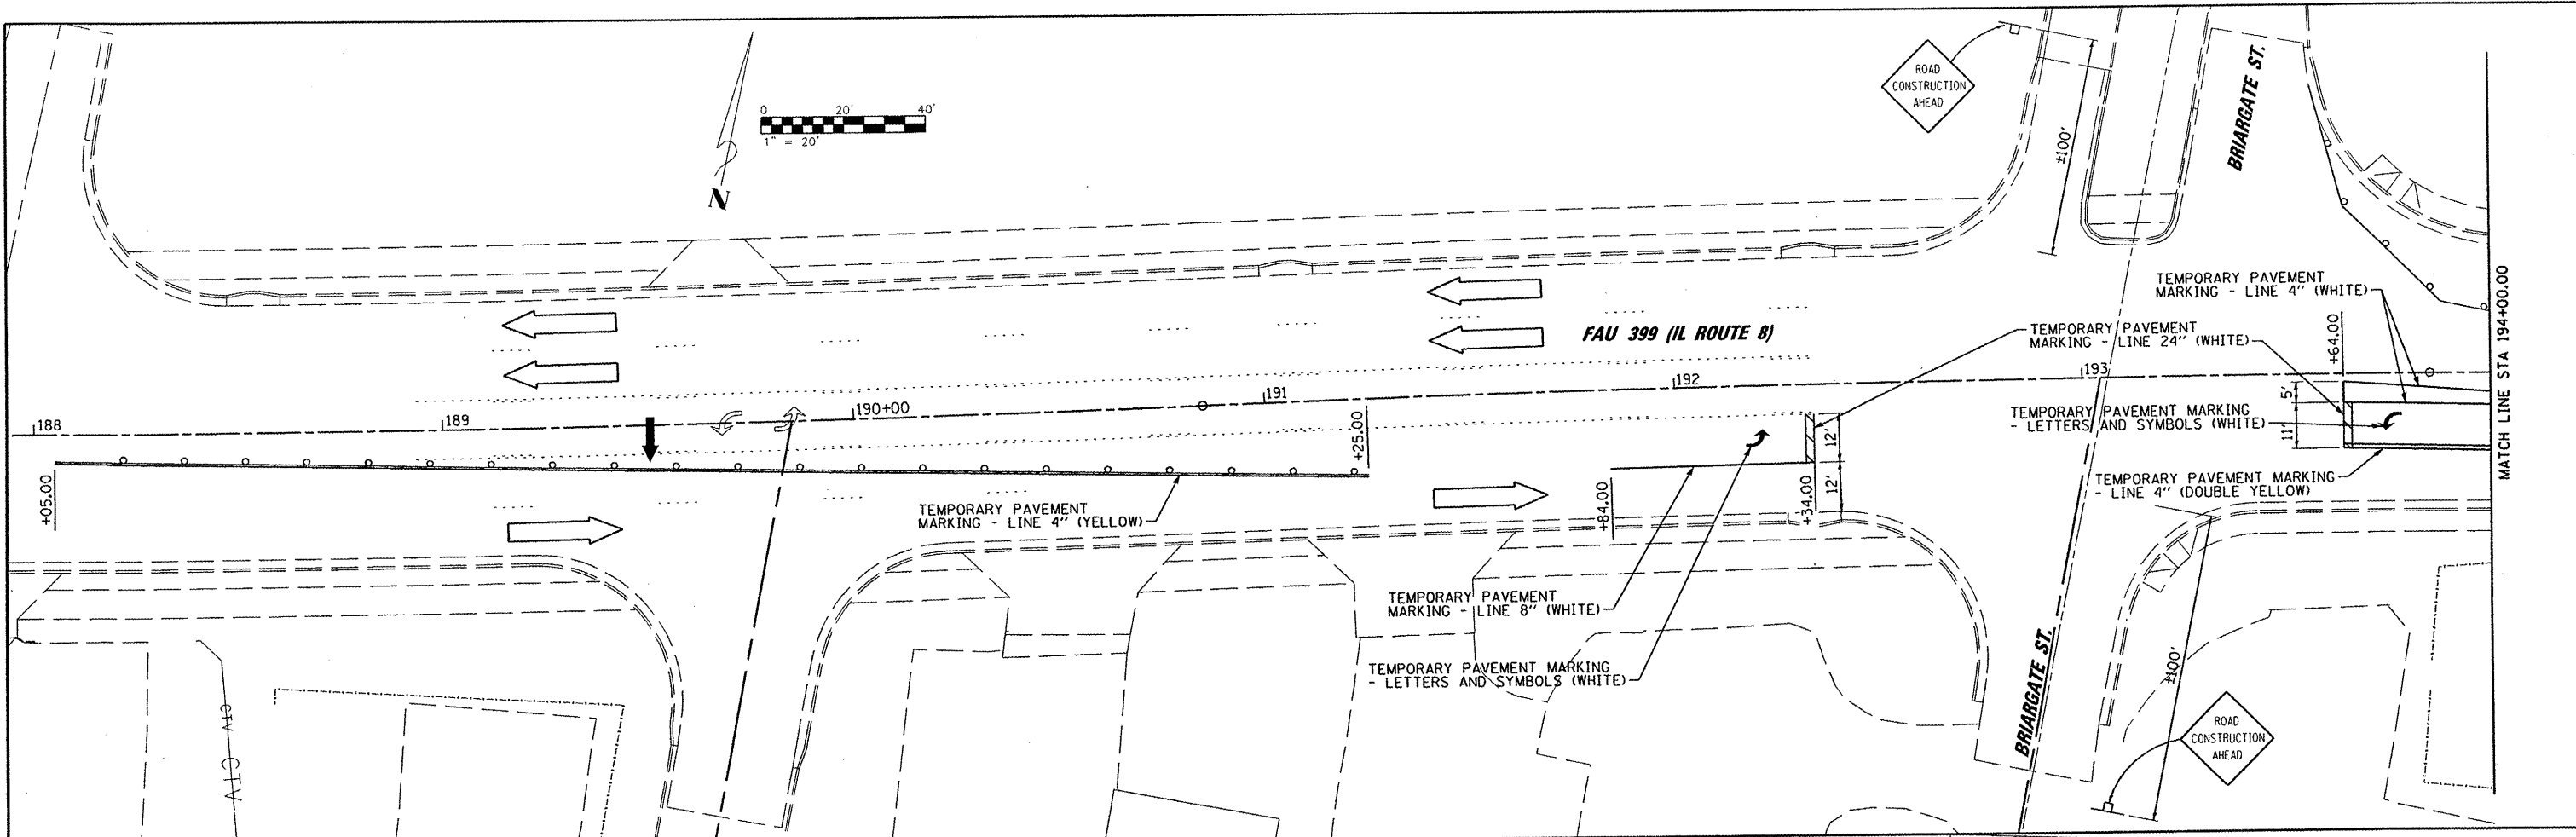 0 20' 40'
1" = 20'
N
ROAD
CONSTRUCTION
AHEAD
±100'
BRIARGATE ST.
FAU 399 (IL ROUTE 8)
TEMPORARY PAVEMENT
MARKING - LINE 4" (WHITE)
TEMPORARY PAVEMENT
MARKING - LINE 24" (WHITE)
+64.00
MATCH LINE STA 194+00.00
188
189
190+00
191
192
193
5'
11'
TEMPORARY PAVEMENT MARKING
- LETTERS AND SYMBOLS (WHITE)
TEMPORARY PAVEMENT MARKING
- LINE 4" (DOUBLE YELLOW)
+05.00
+25.00
12'
12'
+84.00
+34.00
TEMPORARY PAVEMENT
MARKING - LINE 4" (YELLOW)
TEMPORARY PAVEMENT
MARKING - LINE 8" (WHITE)
TEMPORARY PAVEMENT MARKING
- LETTERS AND SYMBOLS (WHITE)
CTV CTV
BRIARGATE ST.
±100'
ROAD
CONSTRUCTION
AHEAD